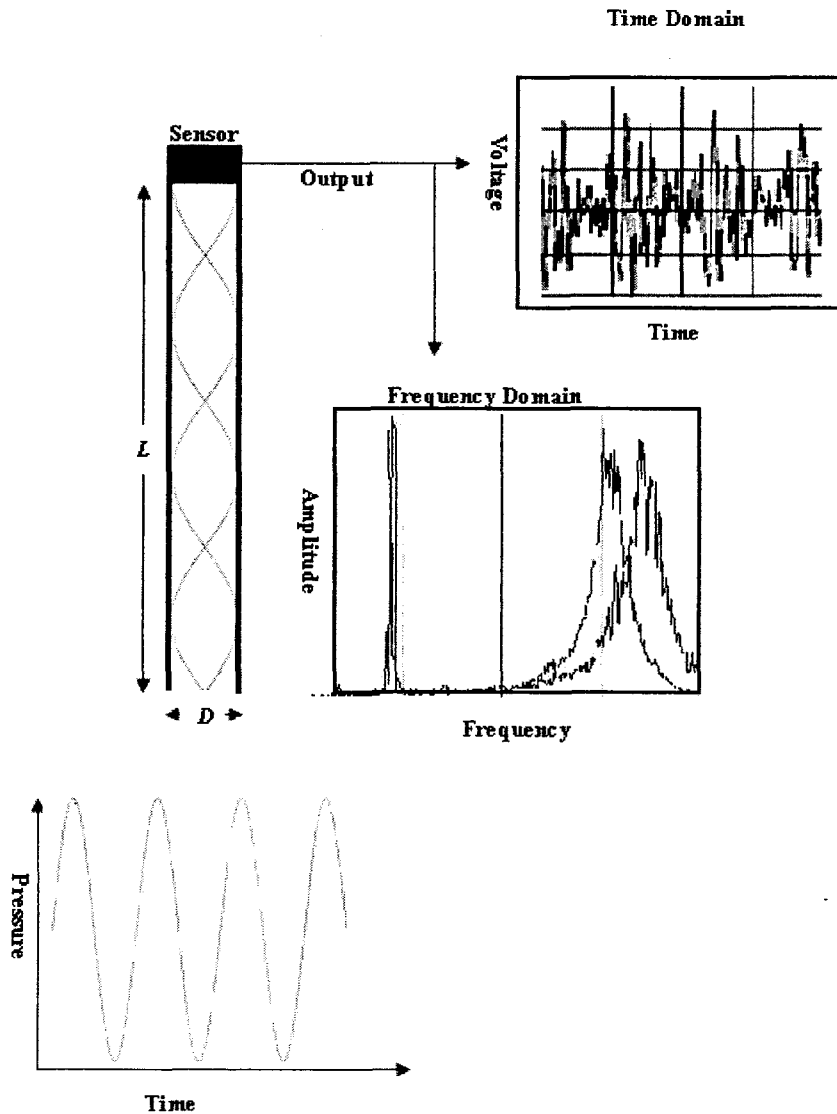 Time Domain
Sensor
Output
Voltage
Time
Frequency Domain
L
Amplitude
D
Frequency
Pressure
Time